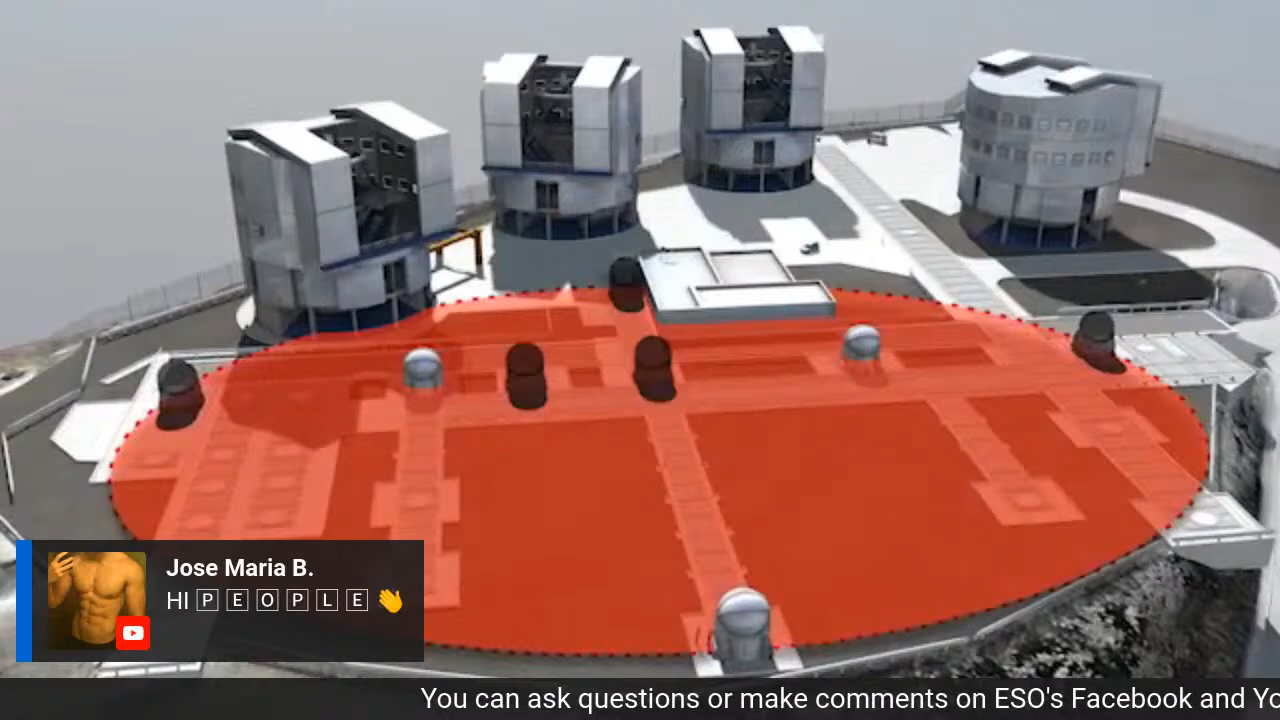 Jose Maria B.
HI 🄿 🄴 🄾 🄿 🄻 🄴 👋
You can ask questions or make comments on ESO's Facebook and Yo